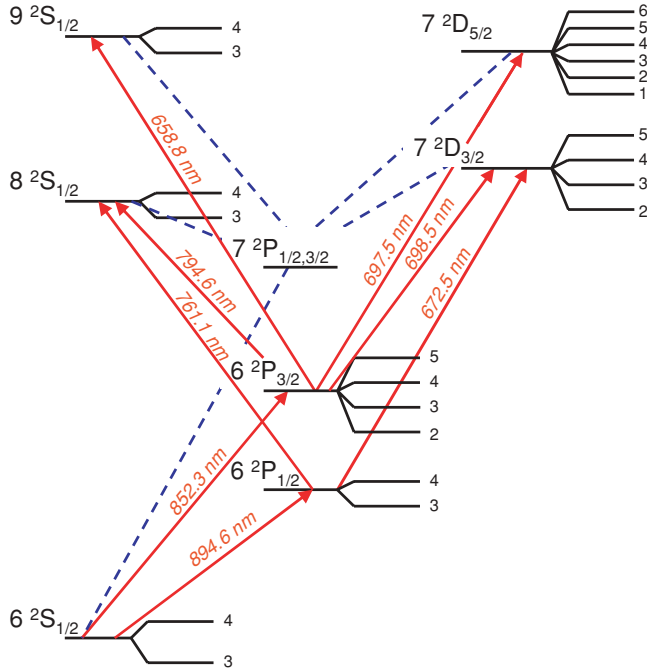 9 ²S₁/₂
4
3
7 ²D₅/₂
6
5
4
3
2
1
658.8 nm
7 ²D₃/₂
5
4
3
2
8 ²S₁/₂
4
3
7 ²P₁/₂,₃/₂
794.6 nm
761.1 nm
697.5 nm
698.5 nm
672.5 nm
6 ²P₃/₂
5
4
3
2
6 ²P₁/₂
4
3
852.3 nm
894.6 nm
6 ²S₁/₂
4
3